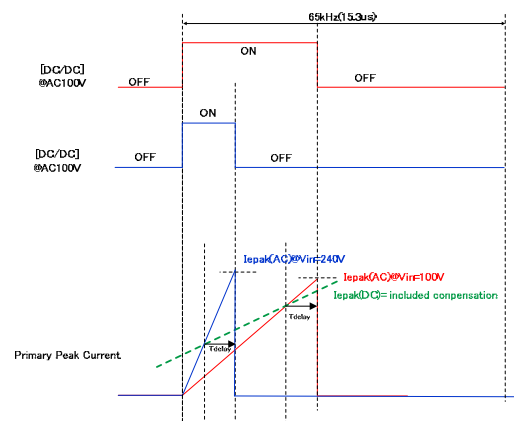 65kHz(15.3us)
ON
[DC/DC]
@AC100V
OFF
OFF
ON
[DC/DC]
@AC100V
OFF
OFF
Iepak(AC)@Vin=240V
Iepak(AC)@Vin=100V
Iepak(DC)= included compensation
Tdelay
Tdelay
Primary Peak Current